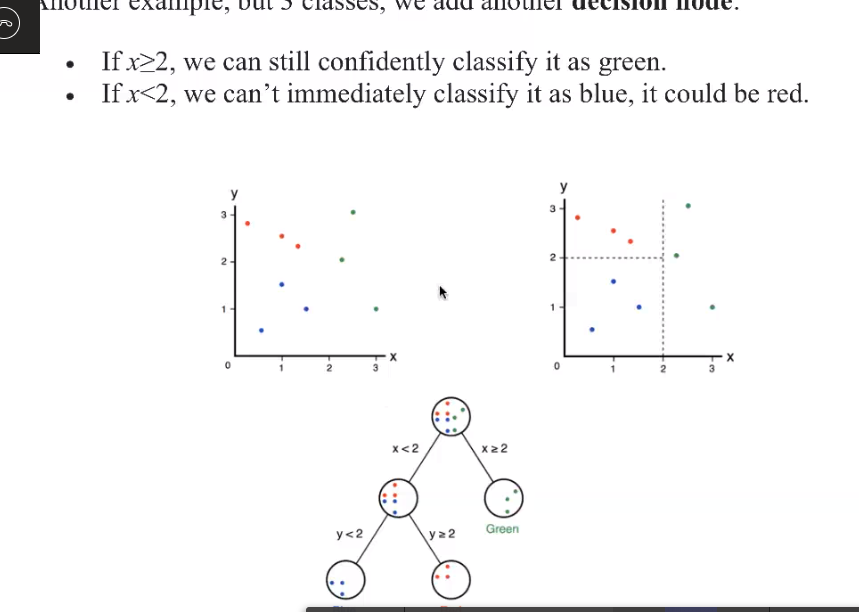 Another example, but 3 classes, we add another decision node.
• If x≥2, we can still confidently classify it as green.
• If x<2, we can’t immediately classify it as blue, it could be red.
y
3
2
1
0
1
2
3
x
y
3
2
1
0
1
2
3
x
x < 2
x ≥ 2
Green
y < 2
y ≥ 2